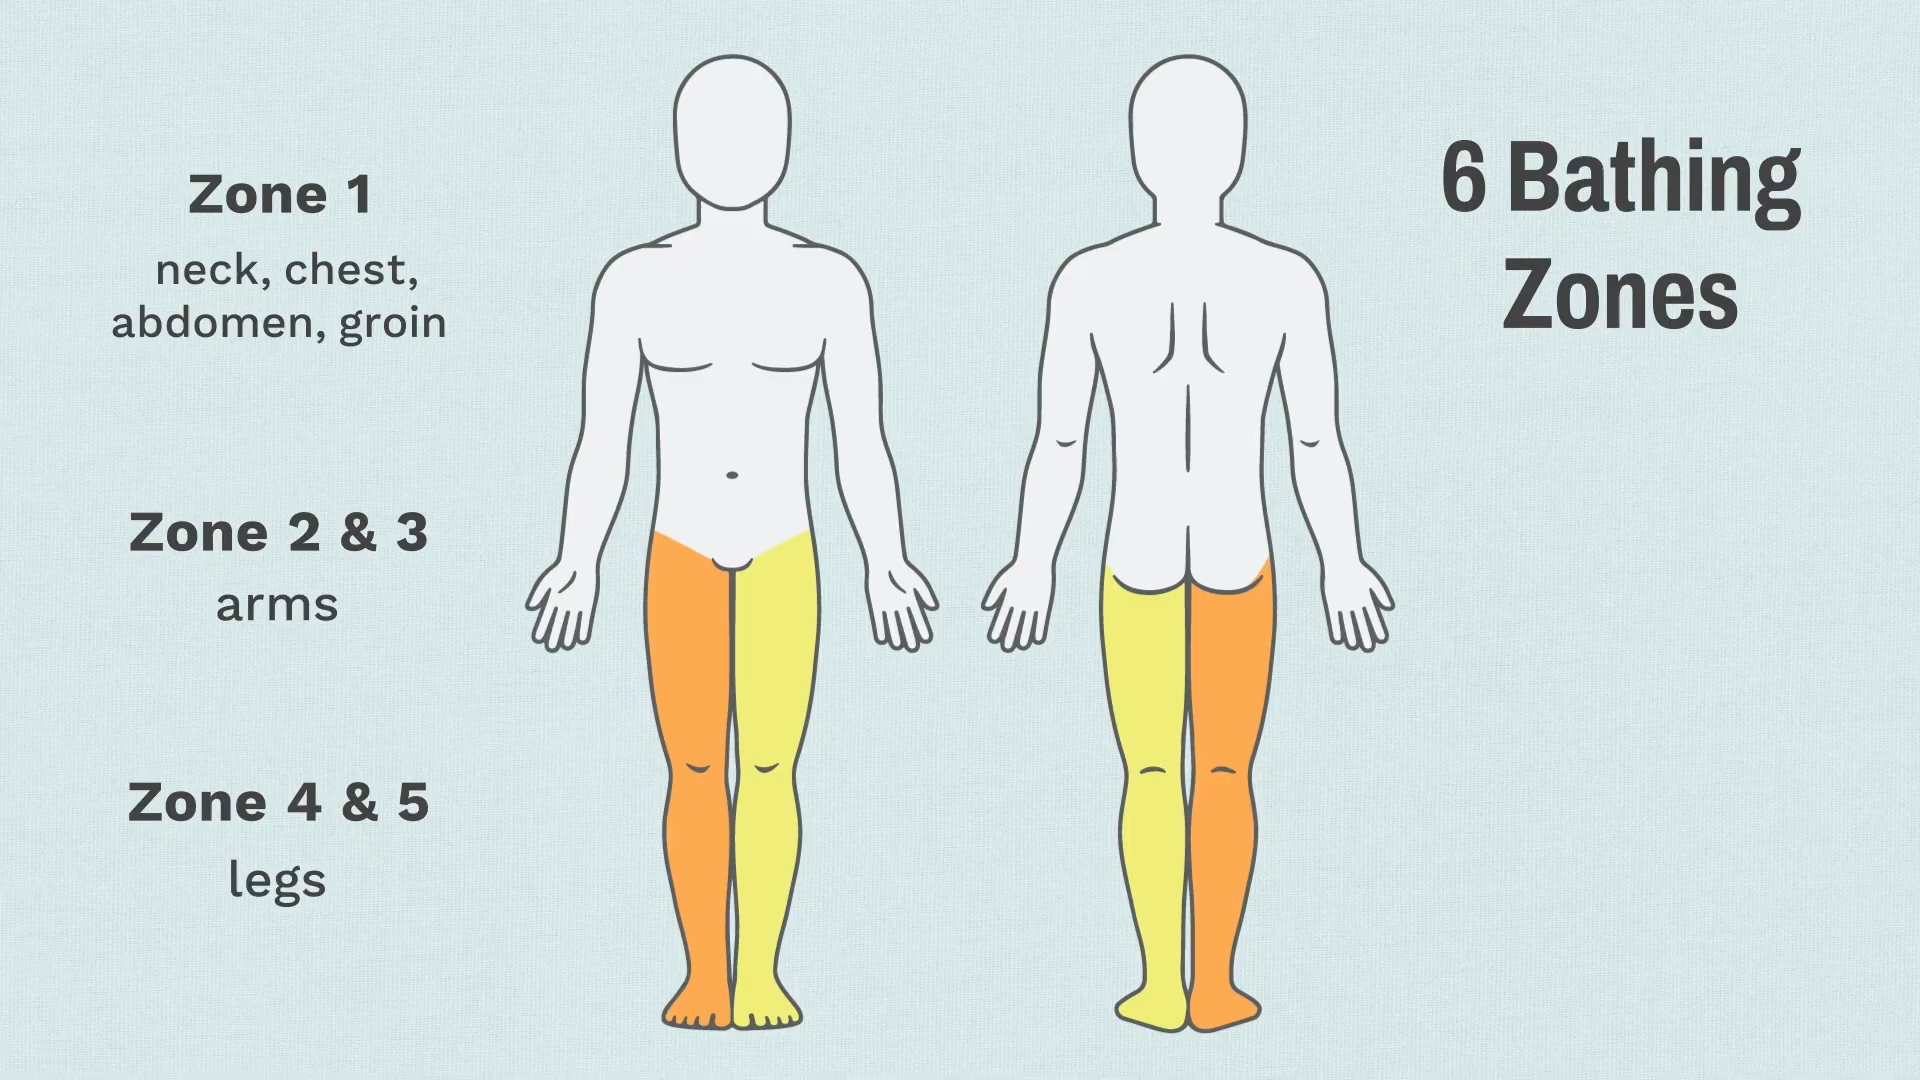 Zone 1
neck, chest,
abdomen, groin
Zone 2 & 3
arms
Zone 4 & 5
legs
6 Bathing
Zones